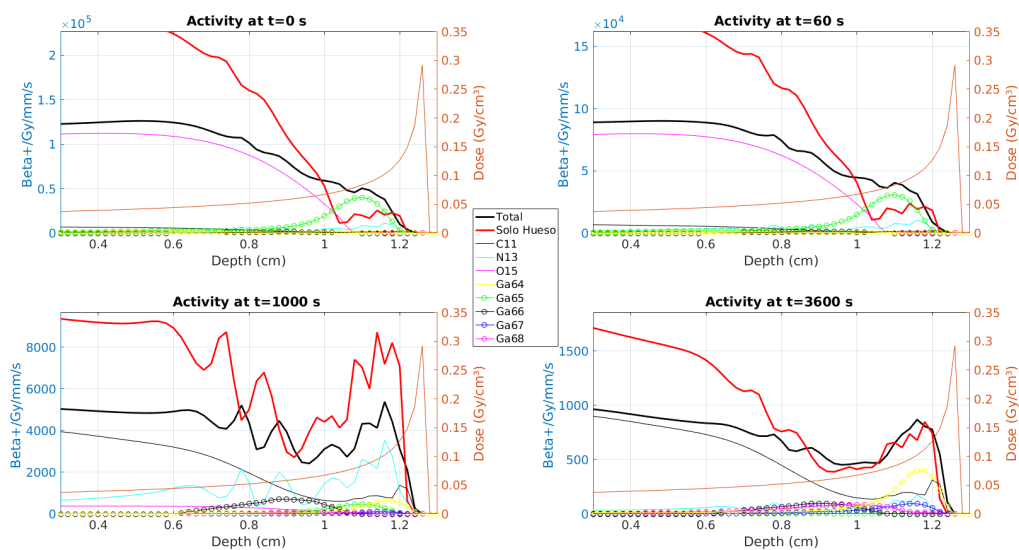 Activity at t=0 s
×10⁵
Beta+/Gy/mm/s
2
1.5
1
0.5
0
0.4
0.6
0.8
1.0
1.2
Depth (cm)
0.35
0.3
0.25
0.2
0.15
0.1
0.05
0
Dose (Gy/cm³)
Activity at t=60 s
×10⁴
Beta+/Gy/mm/s
15
10
5
0
0.4
0.6
0.8
1.0
1.2
Depth (cm)
0.35
0.3
0.25
0.2
0.15
0.1
0.05
0
Dose (Gy/cm³)
Total
Solo Hueso
C11
N13
O15
Ga64
Ga65
Ga66
Ga67
Ga68
Activity at t=1000 s
Beta+/Gy/mm/s
8000
6000
4000
2000
0
0.4
0.6
0.8
1.0
1.2
Depth (cm)
0.35
0.3
0.25
0.2
0.15
0.1
0.05
0
Dose (Gy/cm³)
Activity at t=3600 s
Beta+/Gy/mm/s
1500
1000
500
0
0.4
0.6
0.8
1.0
1.2
Depth (cm)
0.35
0.3
0.25
0.2
0.15
0.1
0.05
0
Dose (Gy/cm³)